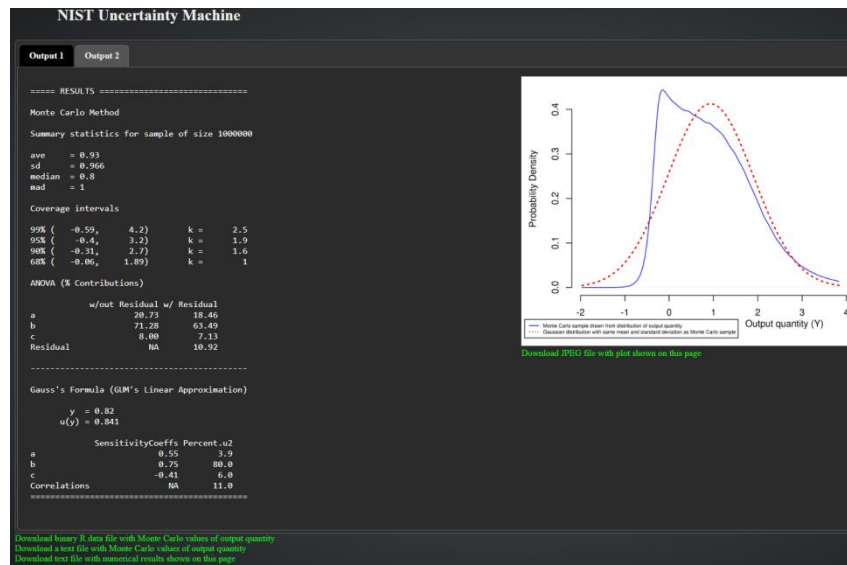 NIST Uncertainty Machine
Output 1 Output 2
===== RESULTS ==============================
Monte Carlo Method
Summary statistics for sample of size 1000000
ave = 0.93
sd = 0.966
median = 0.8
mad = 1
Coverage intervals
99% ( -0.59, 4.2) k = 2.5
95% ( -0.4, 3.2) k = 1.9
90% ( -0.31, 2.7) k = 1.6
68% ( -0.06, 1.89) k = 1
ANOVA (% Contributions)
w/out Residual w/ Residual
a 20.73 18.46
b 71.28 63.49
c 8.00 7.13
Residual NA 10.92
--------------------------------------------
Gauss's Formula (GUM's Linear Approximation)
y = 0.82
u(y) = 0.841
SensitivityCoeffs Percent.u2
a 0.55 3.9
b 0.75 80.0
c -0.41 6.0
Correlations NA 11.0
============================================
Download binary R data file with Monte Carlo values of output quantity
Download a text file with Monte Carlo values of output quantity
Download text file with numerical results shown on this page
Probability Density
0.4
0.3
0.2
0.1
0.0
-2 -1 0 1 2 3 4
Output quantity (Y)
Monte Carlo sample drawn from distribution of output quantity
Gaussian distribution with same mean and standard deviation as Monte Carlo sample
Download JPEG file with plot shown on this page